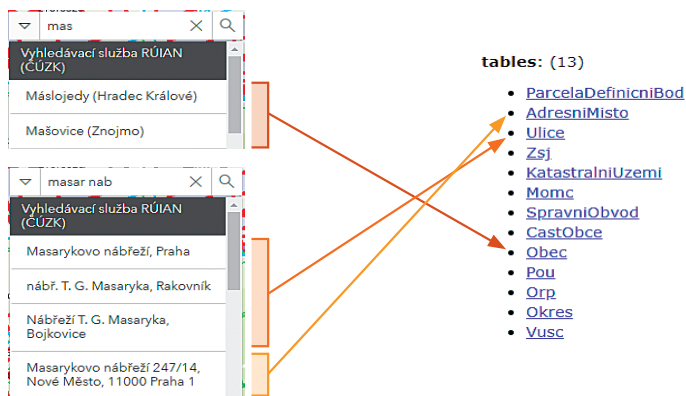 mas
Vyhledávací služba RÚIAN
(ČÚZK)
Máslojedy (Hradec Králové)
Mašovice (Znojmo)
masar nab
Vyhledávací služba RÚIAN
(ČÚZK)
Masarykovo nábřeží, Praha
nábř. T. G. Masaryka, Rakovník
Nábřeží T. G. Masaryka,
Bojkovice
Masarykovo nábřeží 247/14,
Nové Město, 11000 Praha 1
tables: (13)
ParcelaDefinicniBod
AdresniMisto
Ulice
Zsj
KatastralniUzemi
Momc
SpravniObvod
CastObce
Obec
Pou
Orp
Okres
Vusc